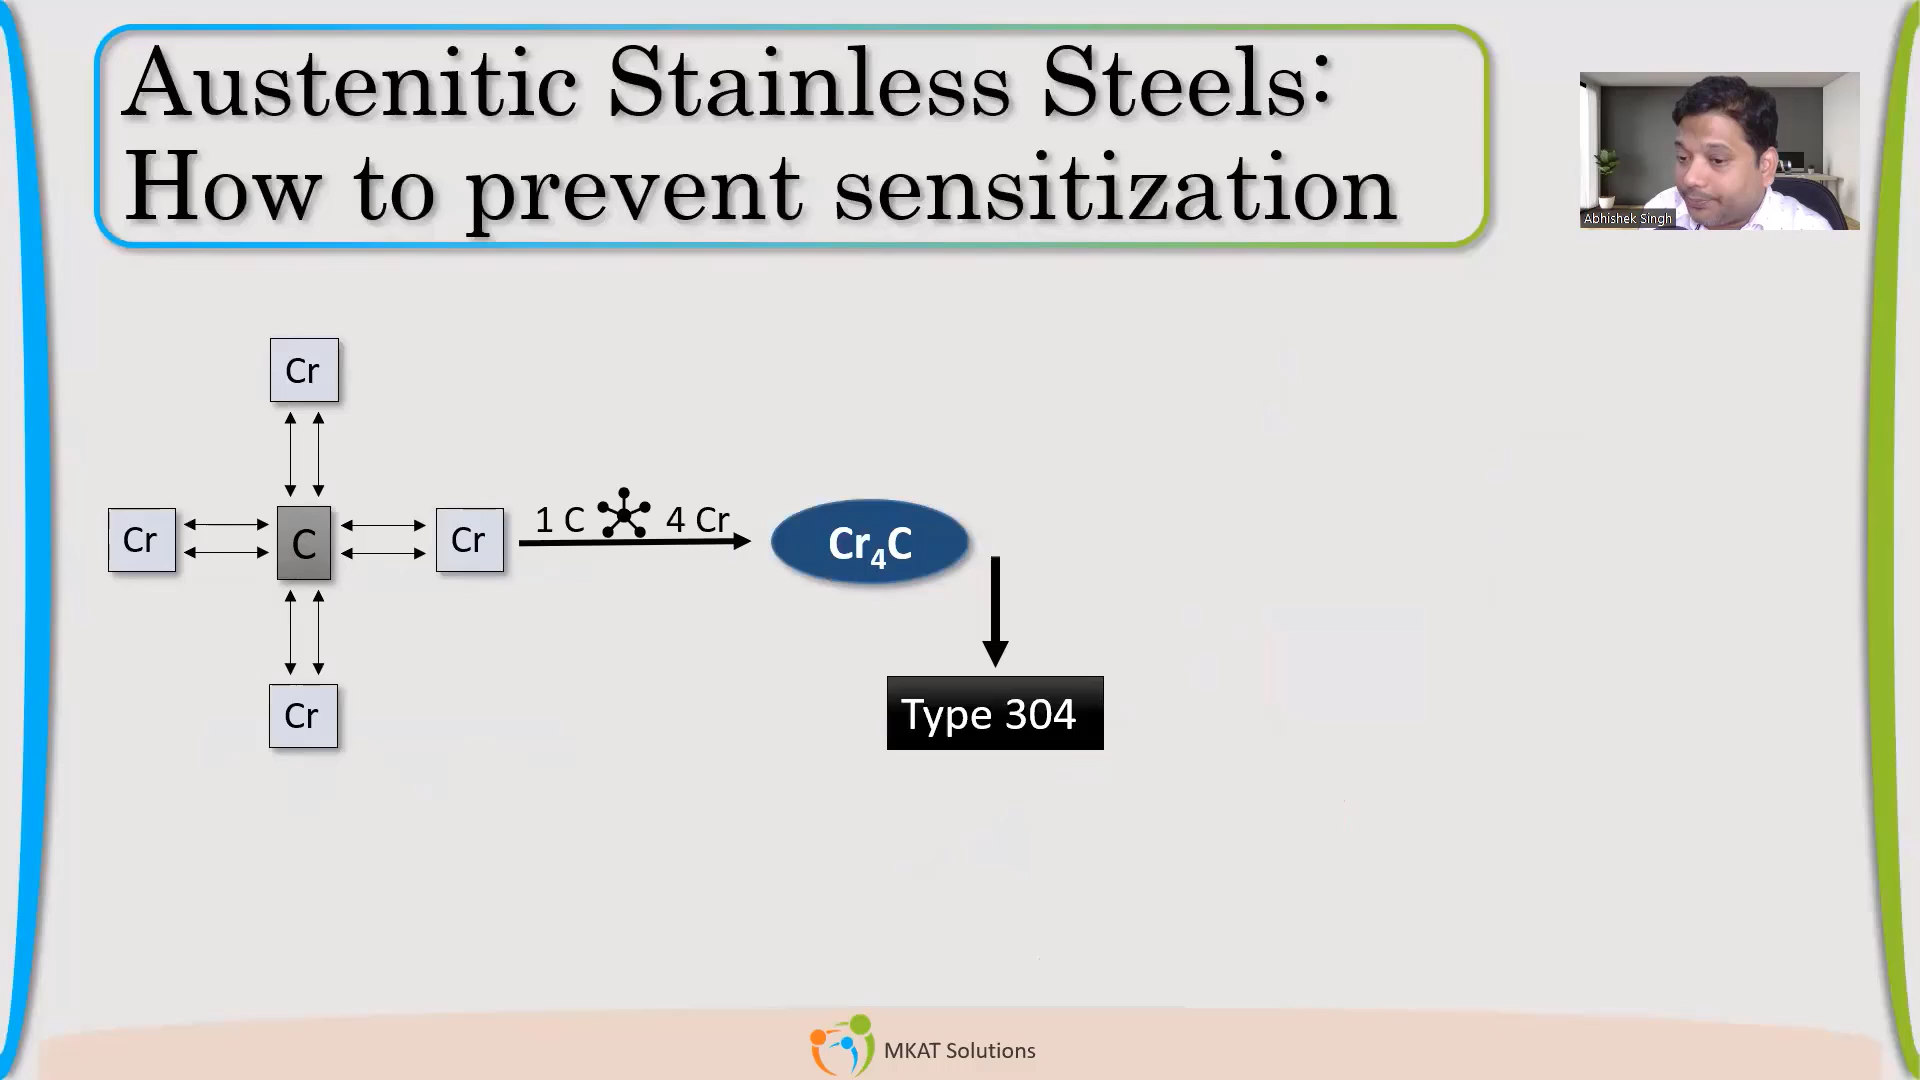 Austenitic Stainless Steels:
How to prevent sensitization
Abhishek Singh
Cr
Cr
C
Cr
1 C
4 Cr
Cr₄C
Cr
Type 304
MKAT Solutions